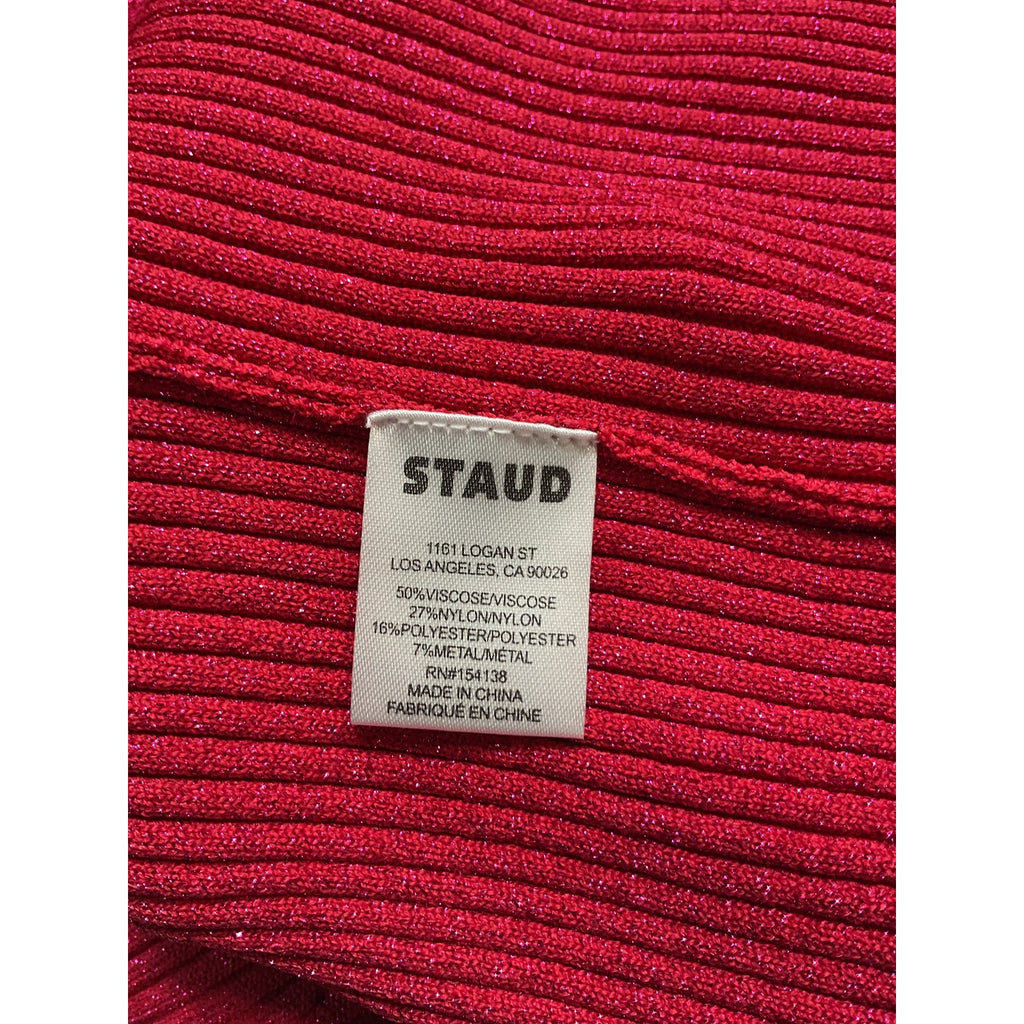 STAUD
1161 LOGAN ST
LOS ANGELES, CA 90026
50%VISCOSE/VISCOSE
27%NYLON/NYLON
16%POLYESTER/POLYESTER
7%METAL/MÉTAL
RN#154138
MADE IN CHINA
FABRIQUÉ EN CHINE